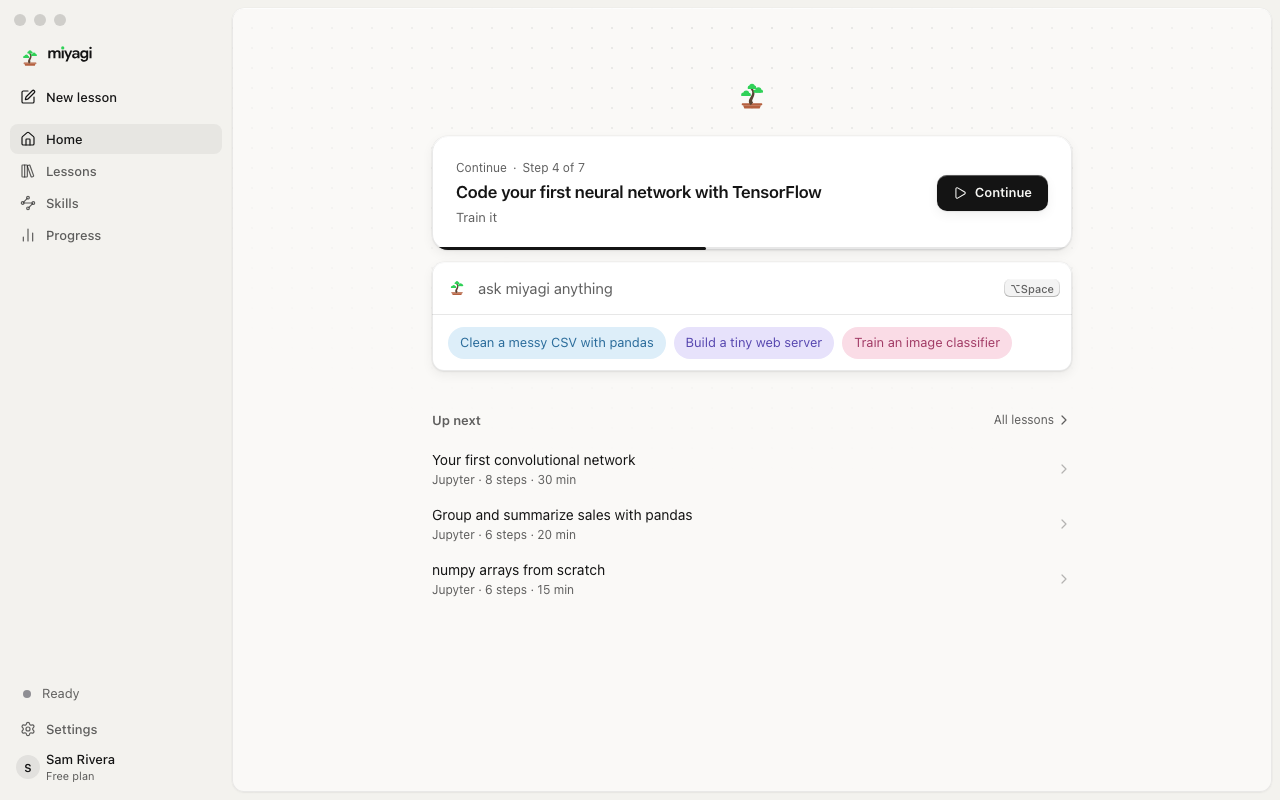 miyagi
New lesson
Home
Lessons
Skills
Progress
Ready
Settings
S
Sam Rivera
Free plan
Continue · Step 4 of 7
Code your first neural network with TensorFlow
Train it
Continue
ask miyagi anything
⌥Space
Clean a messy CSV with pandas
Build a tiny web server
Train an image classifier
Up next
All lessons
Your first convolutional network
Jupyter · 8 steps · 30 min
Group and summarize sales with pandas
Jupyter · 6 steps · 20 min
numpy arrays from scratch
Jupyter · 6 steps · 15 min